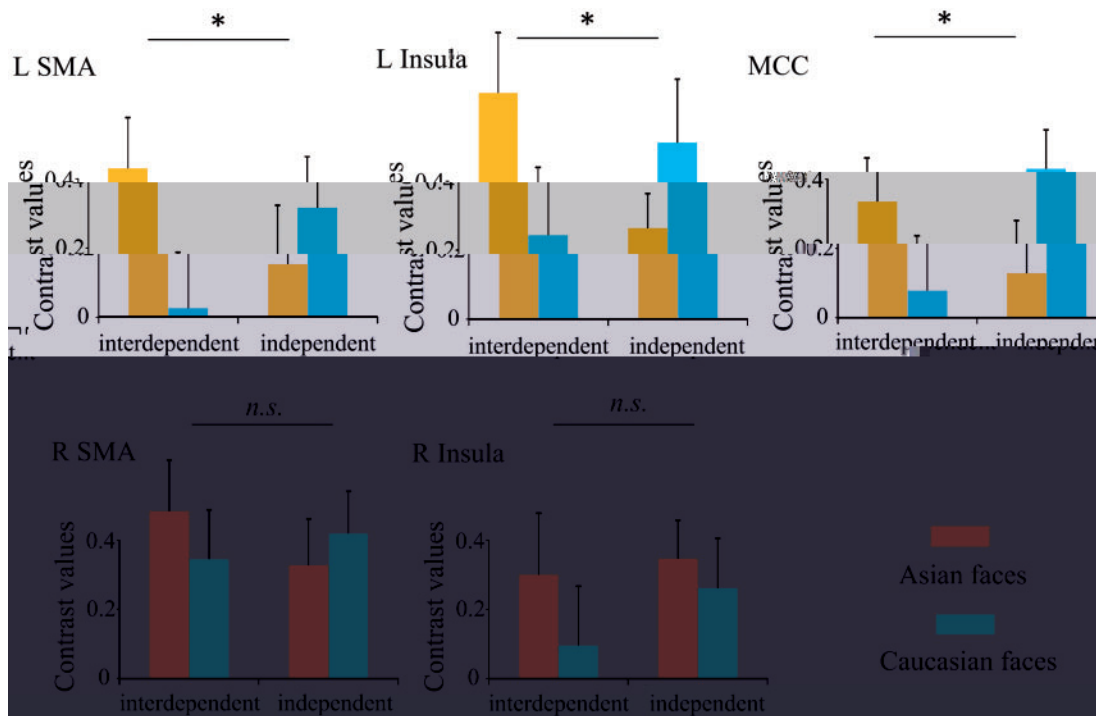 * * *
L SMA
L Insula
MCC
Contrast values
0.4
0.2
0
interdependent independent
Contrast values
0.4
0.2
0
interdependent independent
values
0.4
0.2
0
interdependent
n.s. n.s.
R SMA
R Insula
Contrast values
0.4
0.2
0
interdependent independent
Contrast values
0.4
0.2
0
interdependent independent
Asian faces
Caucasian faces